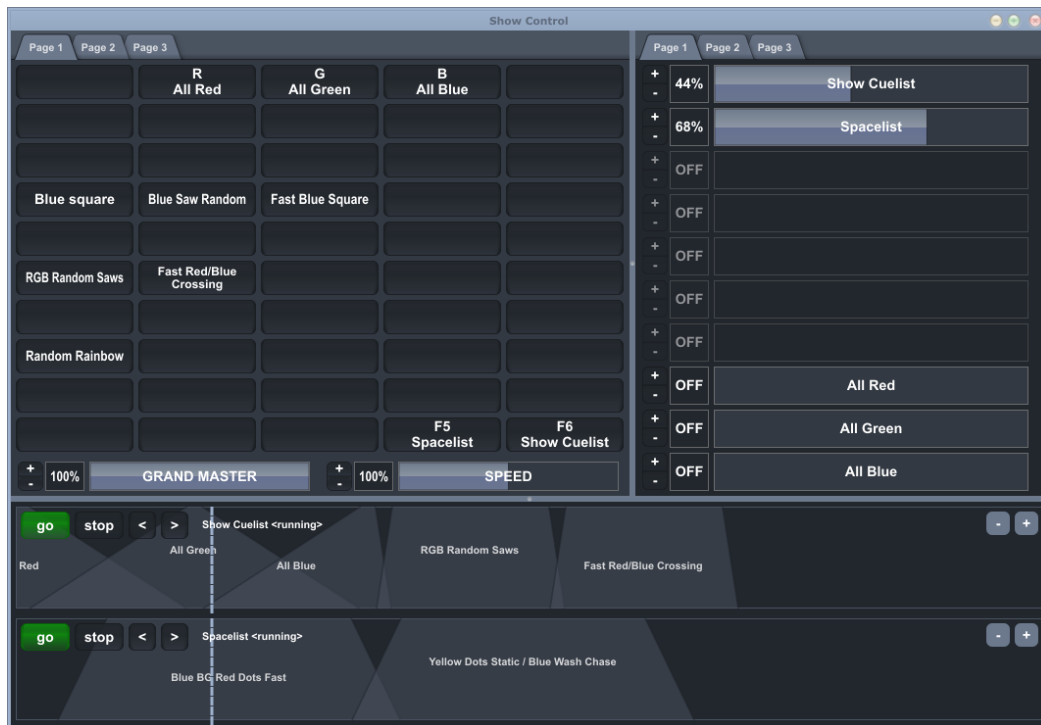 Show Control
Page 1 Page 2 Page 3
R G B
All Red All Green All Blue
Blue square Blue Saw Random Fast Blue Square
RGB Random Saws Fast Red/Blue
Crossing
Random Rainbow
F5 F6
Spacelist Show Cuelist
+
-
100% GRAND MASTER
+
-
100% SPEED
Page 1 Page 2 Page 3
+
-
44% Show Cuelist
+
-
68% Spacelist
+
-
OFF
+
-
OFF
+
-
OFF
+
-
OFF
+
-
OFF
+
-
OFF All Red
+
-
OFF All Green
+
-
OFF All Blue
go stop < > Show Cuelist <running> - +
All Green RGB Random Saws
Red All Blue Fast Red/Blue Crossing
go stop < > Spacelist <running> - +
Yellow Dots Static / Blue Wash Chase
Blue BG Red Dots Fast